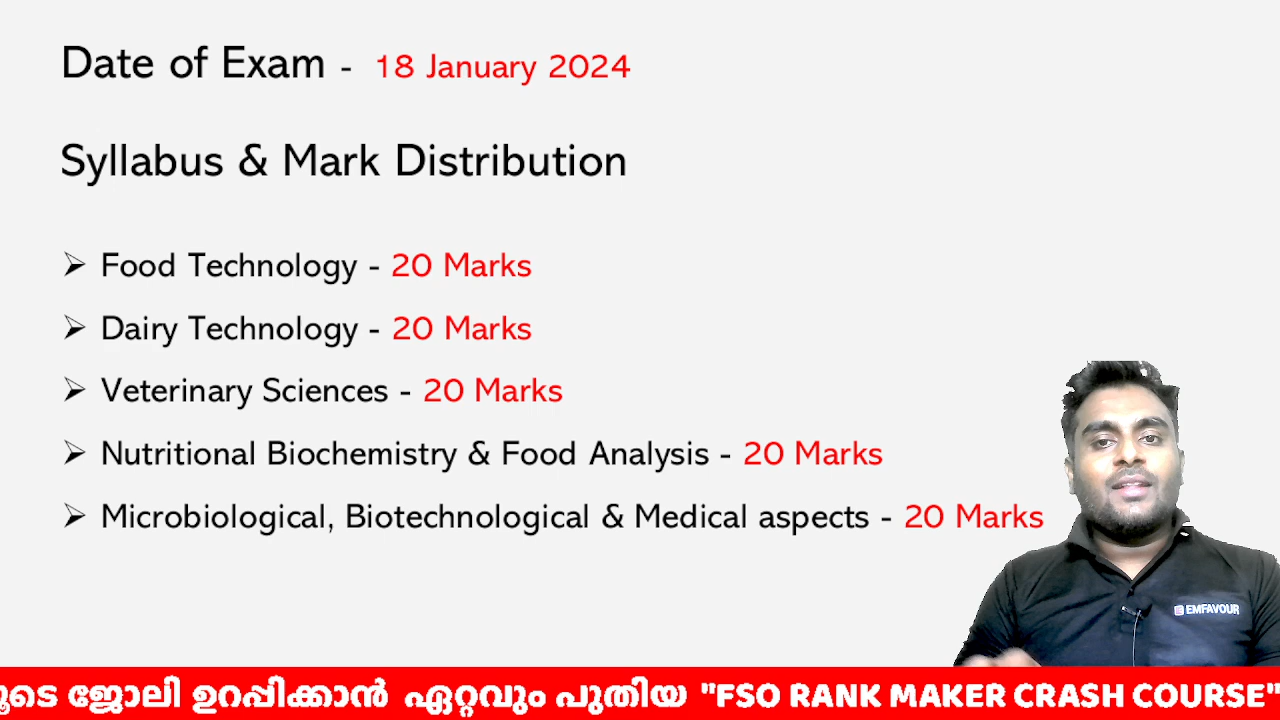 Date of Exam - 18 January 2024
Syllabus & Mark Distribution
➢ Food Technology - 20 Marks
➢ Dairy Technology - 20 Marks
➢ Veterinary Sciences - 20 Marks
➢ Nutritional Biochemistry & Food Analysis - 20 Marks
➢ Microbiological, Biotechnological & Medical aspects - 20 Marks
EMFAVOUR
ജോലി ഉറപ്പിക്കാൻ ഏറ്റവും പുതിയ "FSO RANK MAKER CRASH COURSE"